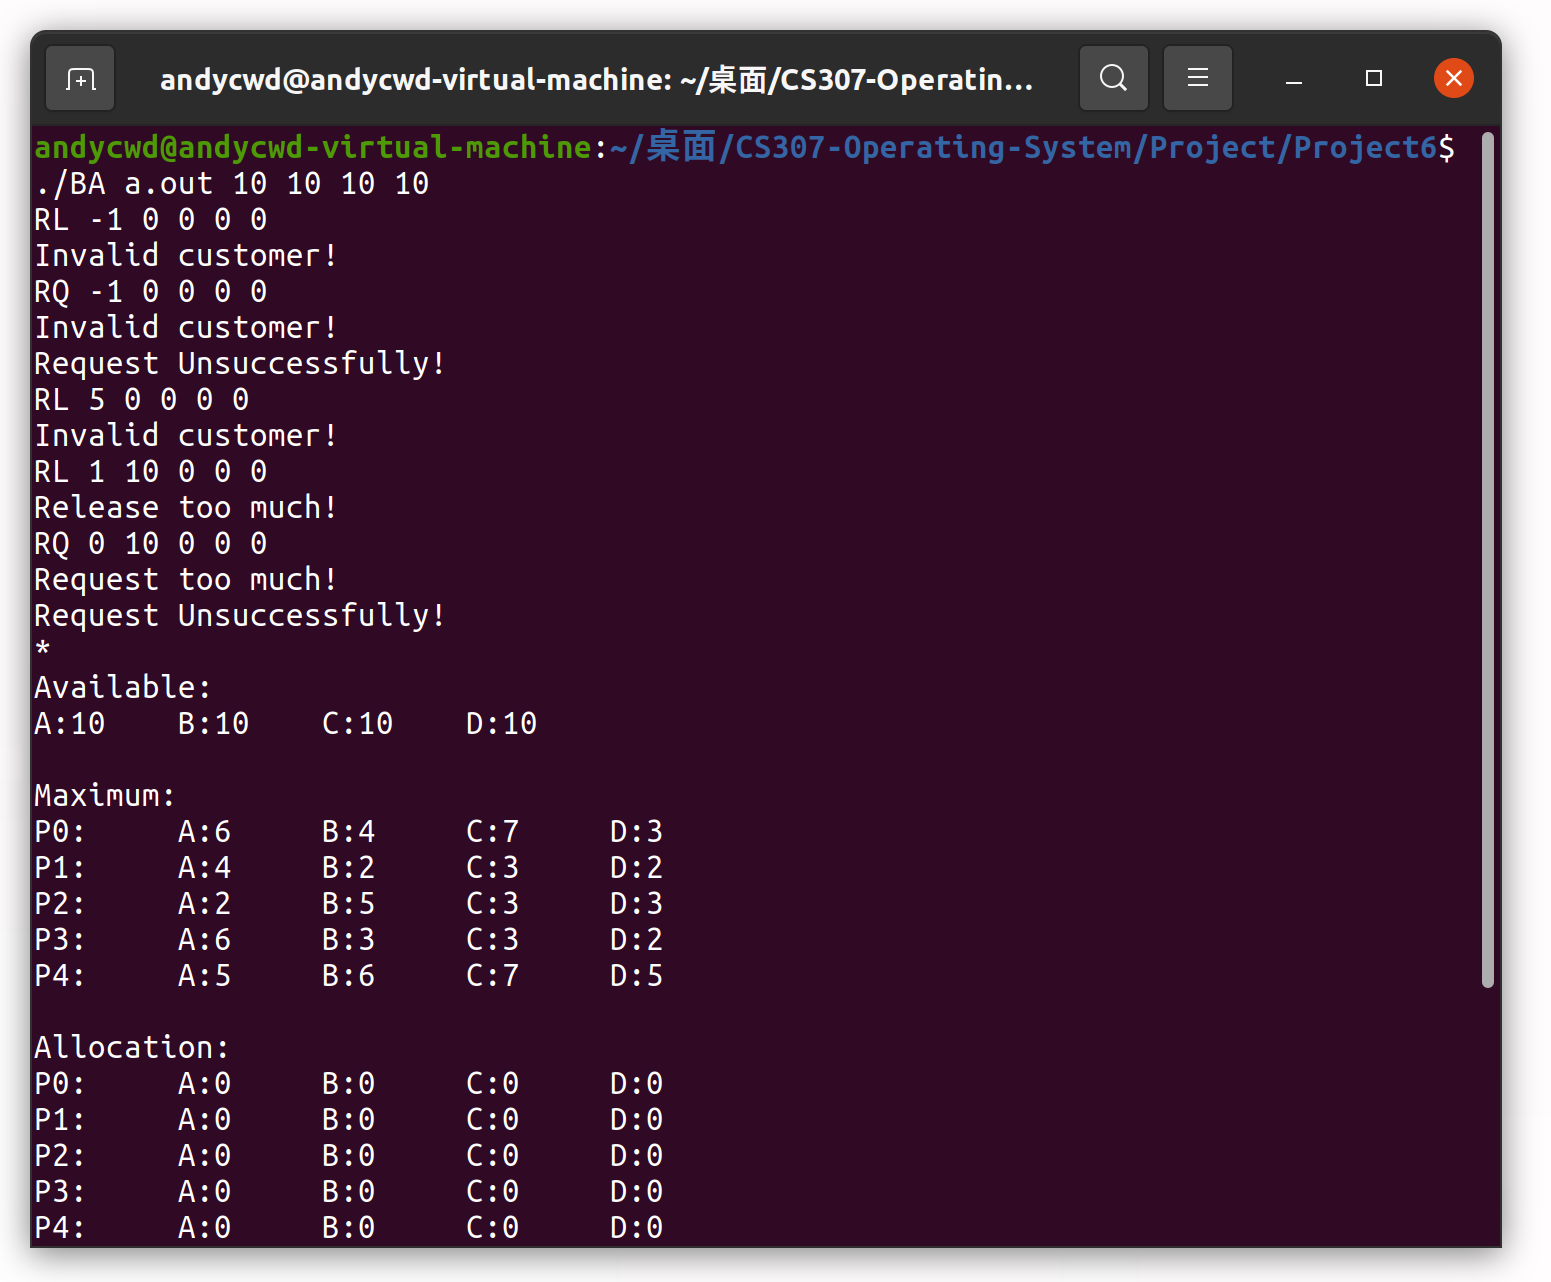 andycwd@andycwd-virtual-machine: ~/桌面/CS307-Operatin...
andycwd@andycwd-virtual-machine:~/桌面/CS307-Operating-System/Project/Project6$
./BA a.out 10 10 10 10
RL -1 0 0 0 0
Invalid customer!
RQ -1 0 0 0 0
Invalid customer!
Request Unsuccessfully!
RL 5 0 0 0 0
Invalid customer!
RL 1 10 0 0 0
Release too much!
RQ 0 10 0 0 0
Request too much!
Request Unsuccessfully!
*
Available:
A:10 B:10 C:10 D:10
Maximum:
P0: A:6 B:4 C:7 D:3
P1: A:4 B:2 C:3 D:2
P2: A:2 B:5 C:3 D:3
P3: A:6 B:3 C:3 D:2
P4: A:5 B:6 C:7 D:5
Allocation:
P0: A:0 B:0 C:0 D:0
P1: A:0 B:0 C:0 D:0
P2: A:0 B:0 C:0 D:0
P3: A:0 B:0 C:0 D:0
P4: A:0 B:0 C:0 D:0